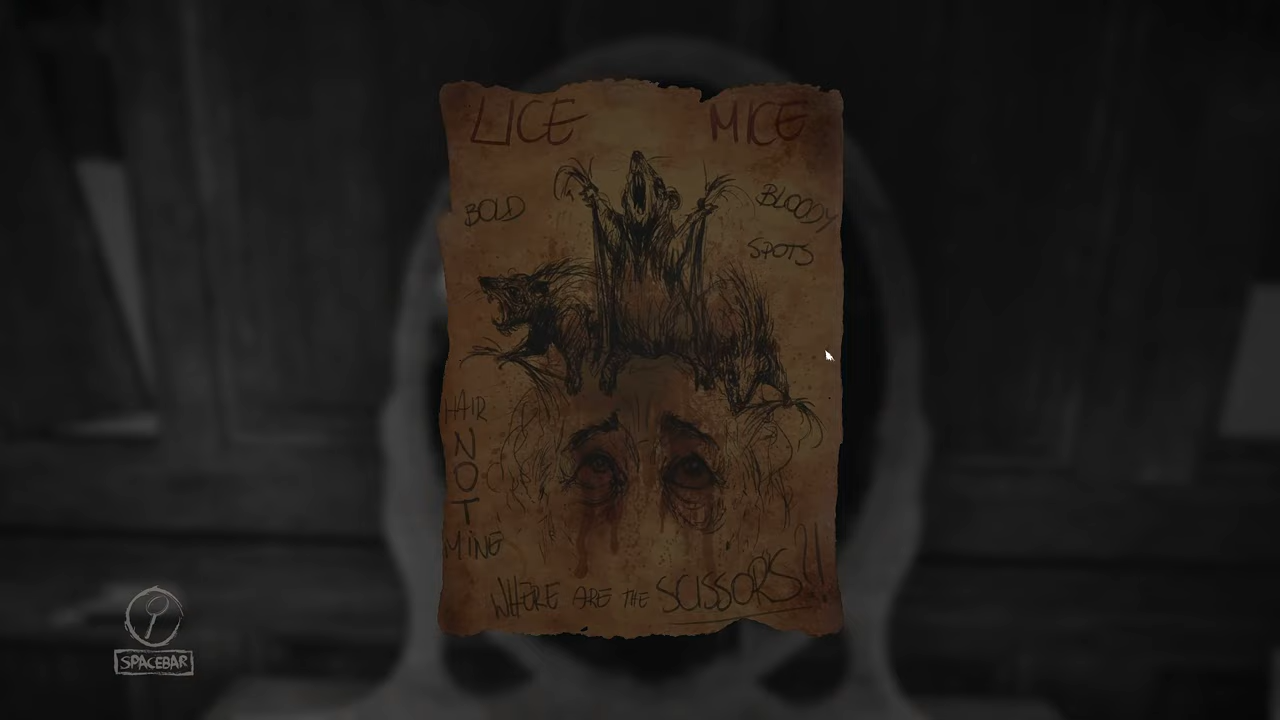 LICE MICE
BOLD
BLOODY
SPOTS
HAIR
NOT
MINE
WHERE ARE THE SCISSORS?!
SPACEBAR